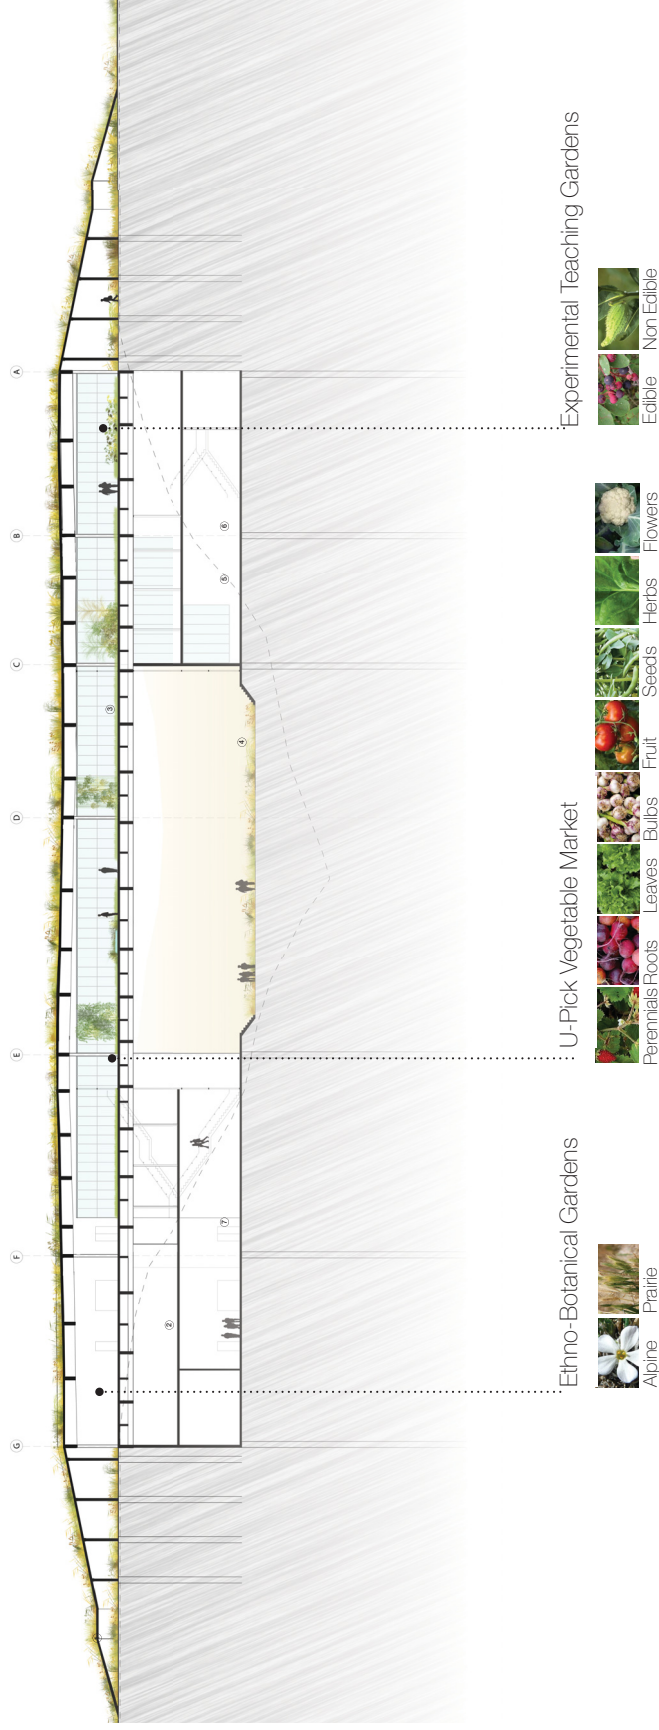 G
F
E
D
C
B
A
3
2
7
5
6
4
Ethno-Botanical Gardens
U-Pick Vegetable Market
Experimental Teaching Gardens
Alpine
Prairie
Perennials
Roots
Leaves
Bulbs
Fruit
Seeds
Herbs
Flowers
Edible
Non Edible